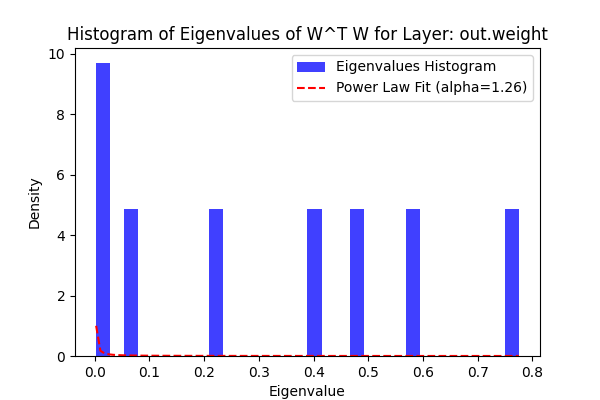 Histogram of Eigenvalues of W^T W for Layer: out.weight
Eigenvalues Histogram
Power Law Fit (alpha=1.26)
Density
10
8
6
4
2
0
0.0 0.1 0.2 0.3 0.4 0.5 0.6 0.7 0.8
Eigenvalue